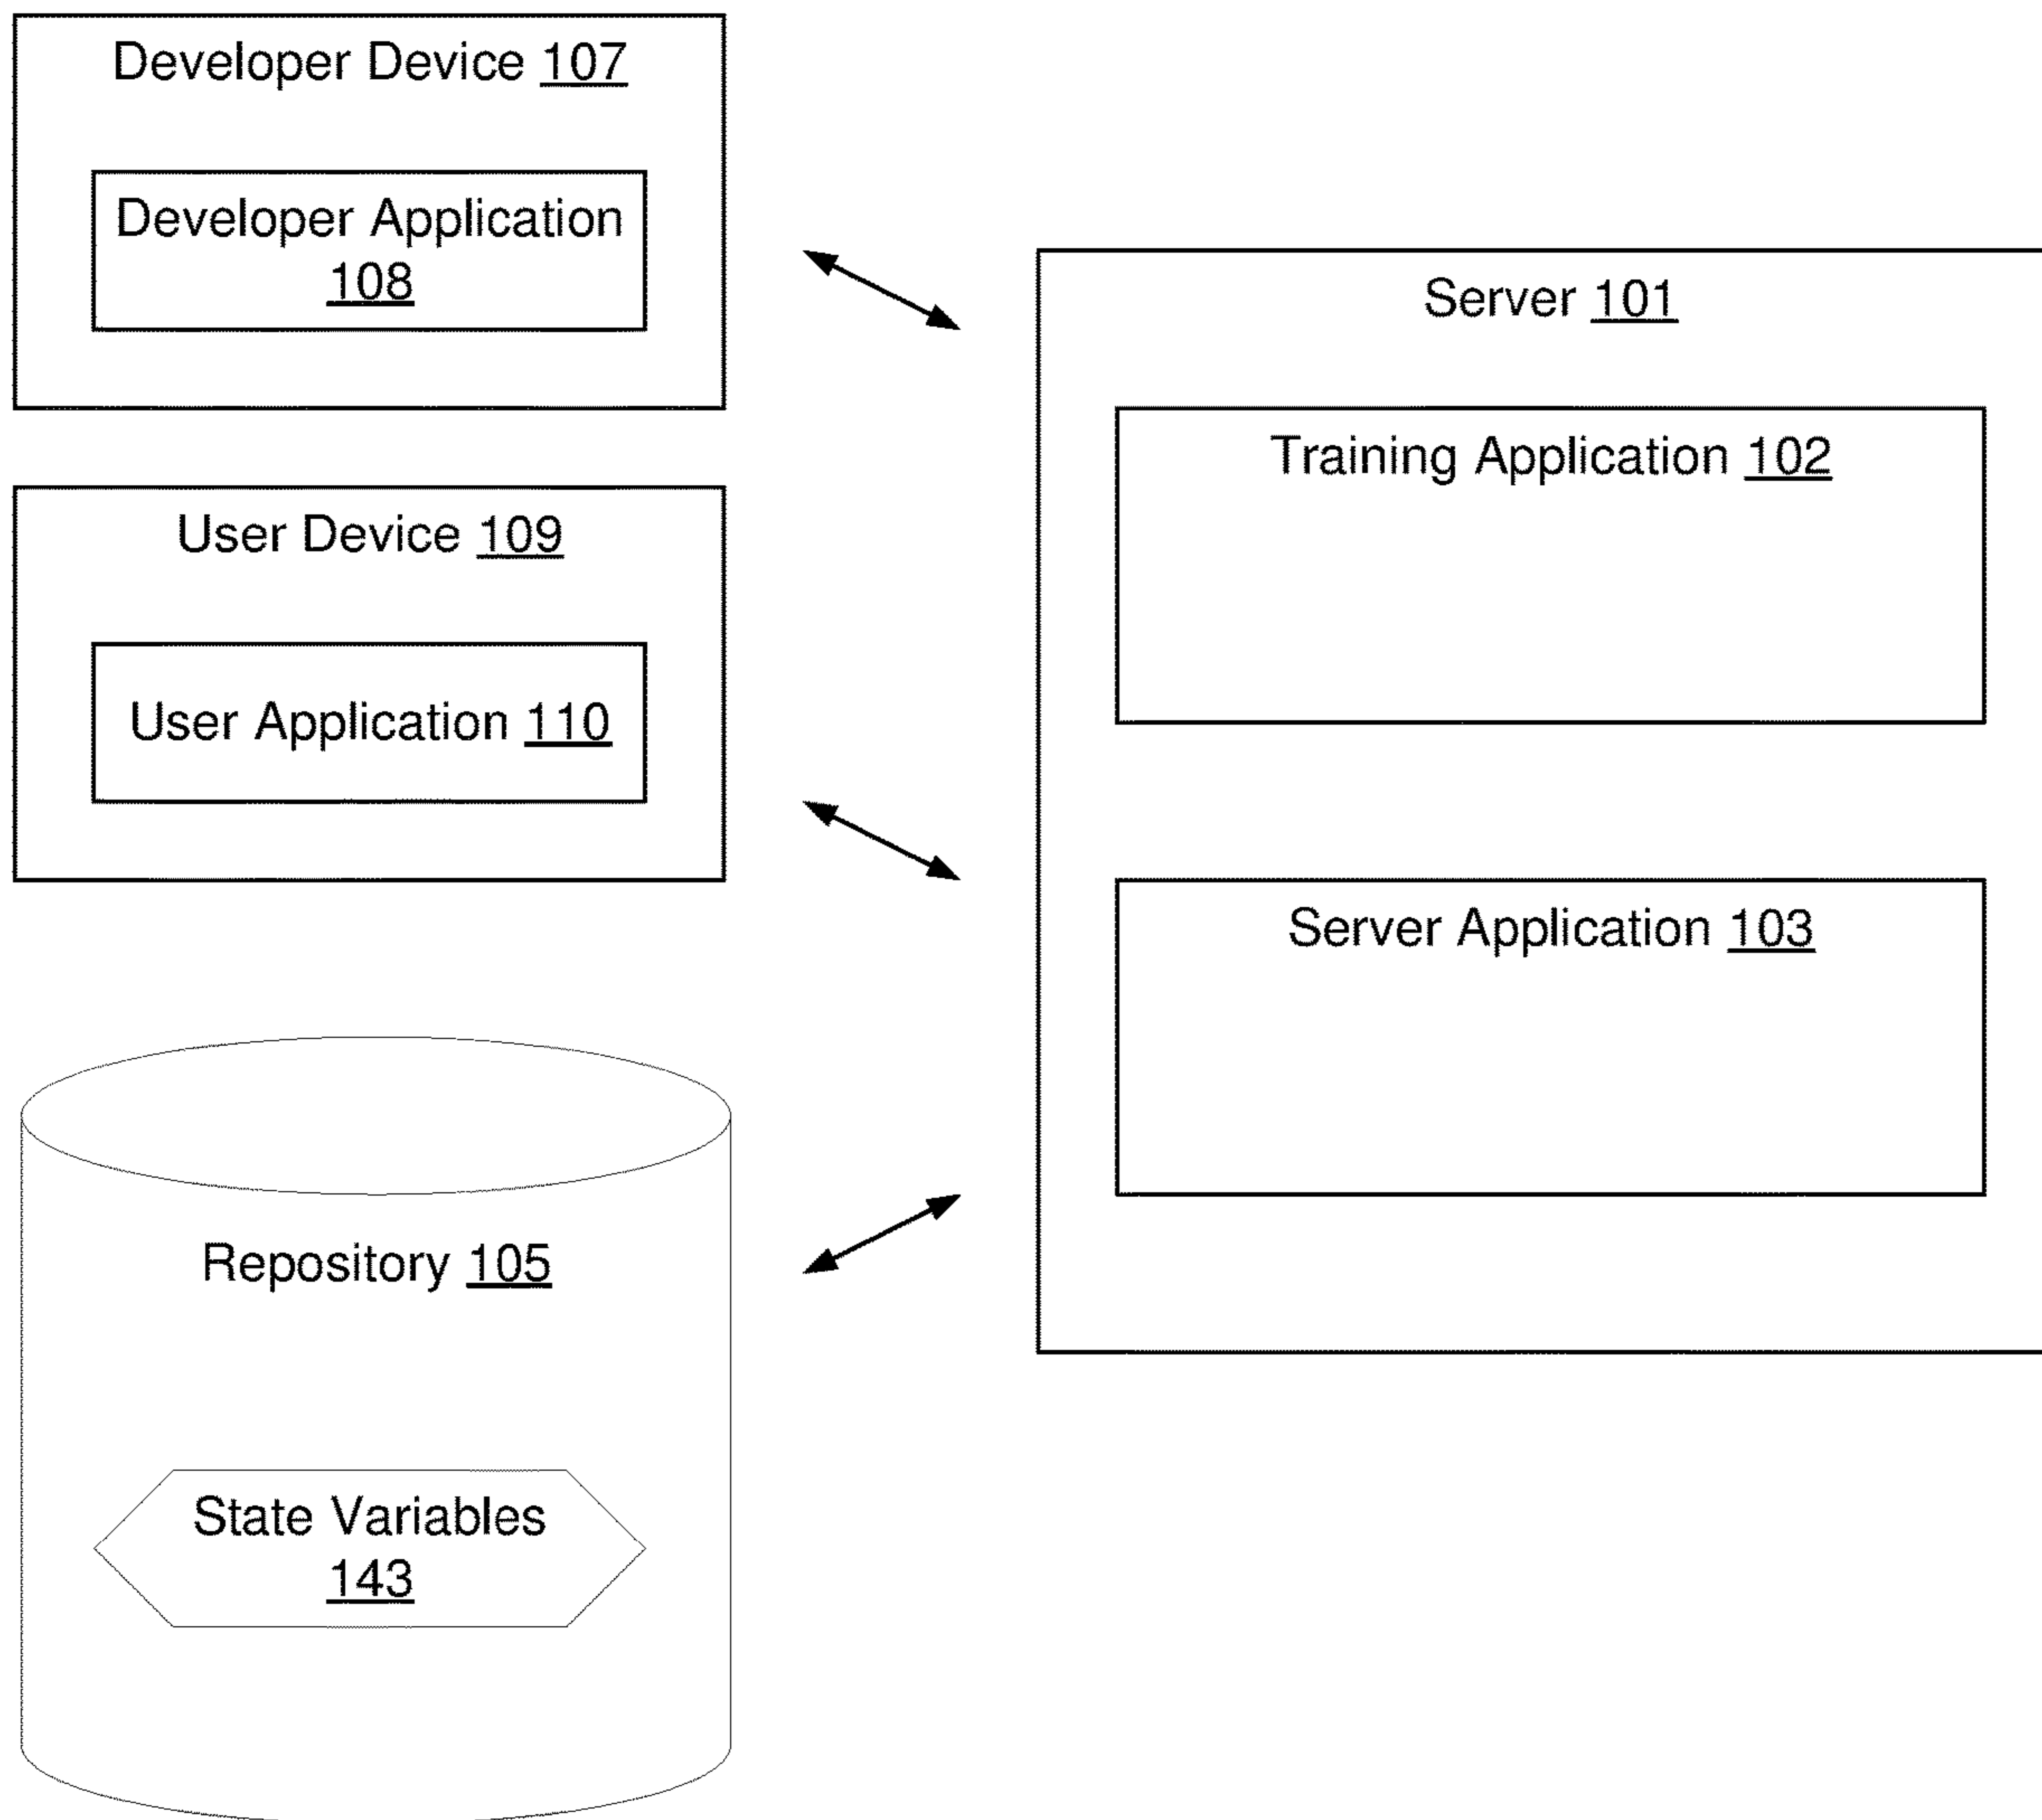 Developer Device 107
Developer Application
108
User Device 109
User Application 110
Repository 105
State Variables
143
Server 101
Training Application 102
Server Application 103